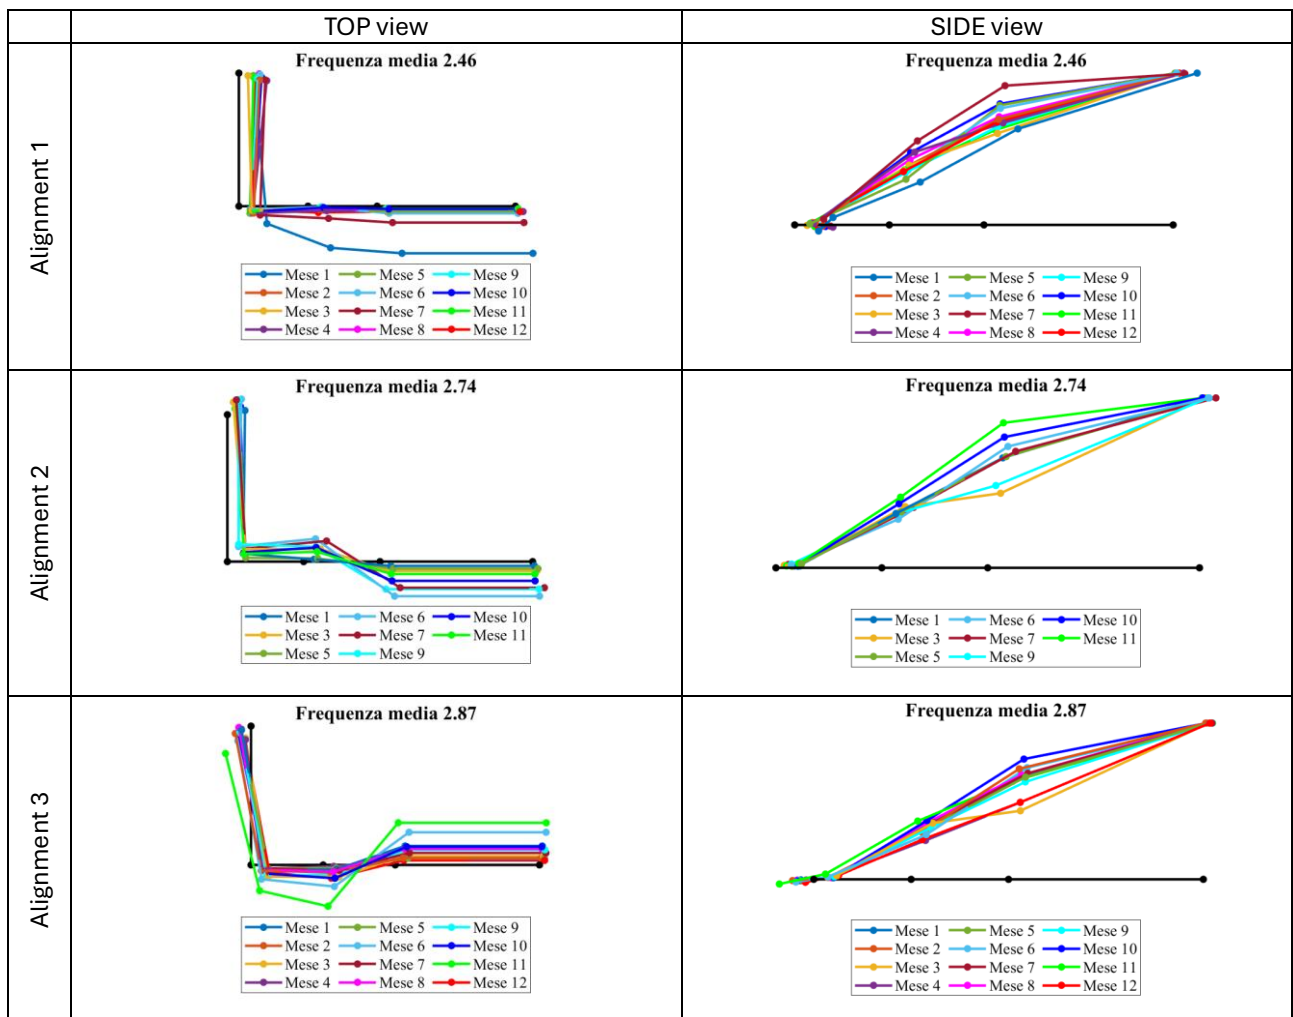 TOP view SIDE view
Alignment 1
Frequenza media 2.46
Mese 1 Mese 5 Mese 9
Mese 2 Mese 6 Mese 10
Mese 3 Mese 7 Mese 11
Mese 4 Mese 8 Mese 12
Frequenza media 2.46
Mese 1 Mese 5 Mese 9
Mese 2 Mese 6 Mese 10
Mese 3 Mese 7 Mese 11
Mese 4 Mese 8 Mese 12
Alignment 2
Frequenza media 2.74
Mese 1 Mese 6 Mese 10
Mese 3 Mese 7 Mese 11
Mese 5 Mese 9
Frequenza media 2.74
Mese 1 Mese 6 Mese 10
Mese 3 Mese 7 Mese 11
Mese 5 Mese 9
Alignment 3
Frequenza media 2.87
Mese 1 Mese 5 Mese 9
Mese 2 Mese 6 Mese 10
Mese 3 Mese 7 Mese 11
Mese 4 Mese 8 Mese 12
Frequenza media 2.87
Mese 1 Mese 5 Mese 9
Mese 2 Mese 6 Mese 10
Mese 3 Mese 7 Mese 11
Mese 4 Mese 8 Mese 12